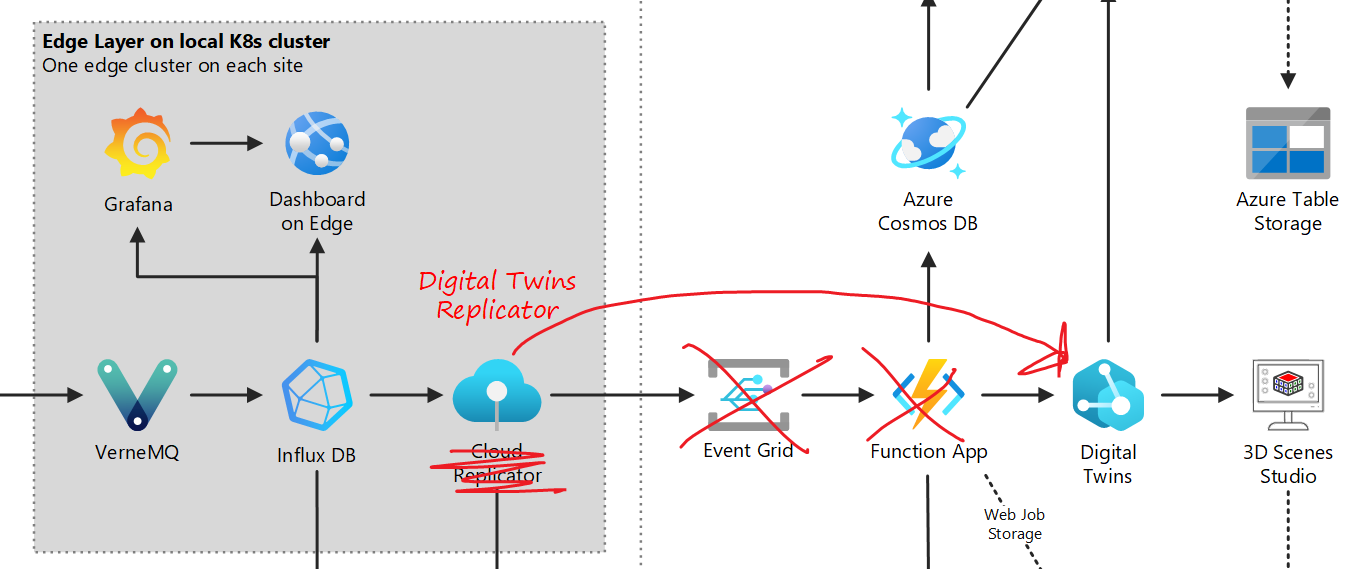 Edge Layer on local K8s cluster
One edge cluster on each site
Grafana
Dashboard
on Edge
Azure
Cosmos DB
Azure Table
Storage
Digital Twins
Replicator
VerneMQ
Influx DB
Cloud
Replicator
Event Grid
Function App
Digital
Twins
3D Scenes
Studio
Web Job
Storage